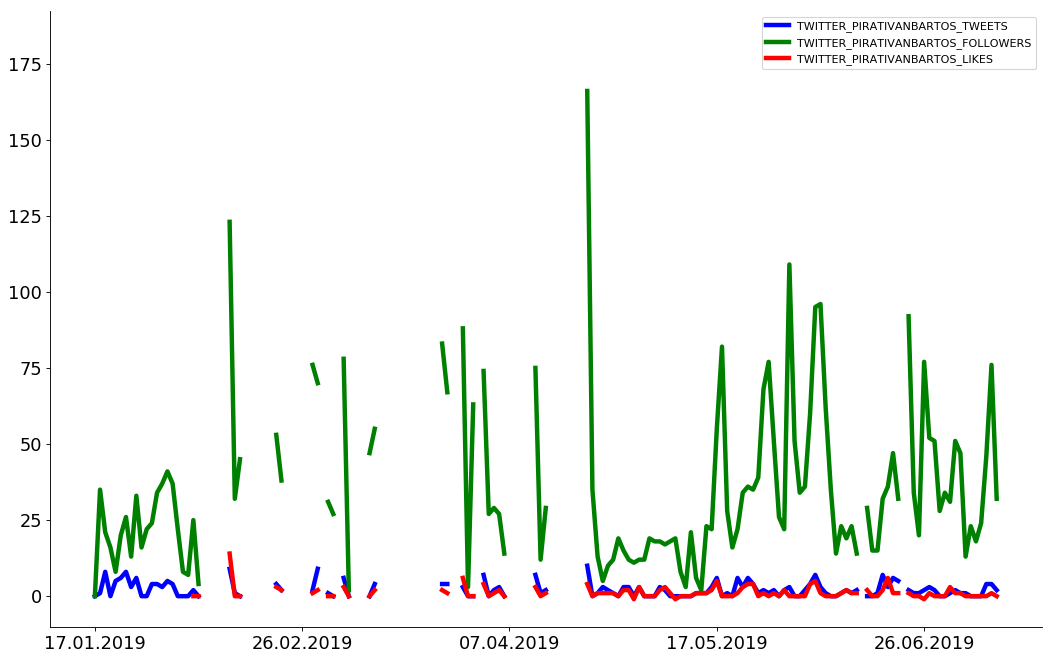 TWITTER_PIRATIVANBARTOS_TWEETS
TWITTER_PIRATIVANBARTOS_FOLLOWERS
TWITTER_PIRATIVANBARTOS_LIKES
175
150
125
100
75
50
25
0
17.01.2019 26.02.2019 07.04.2019 17.05.2019 26.06.2019